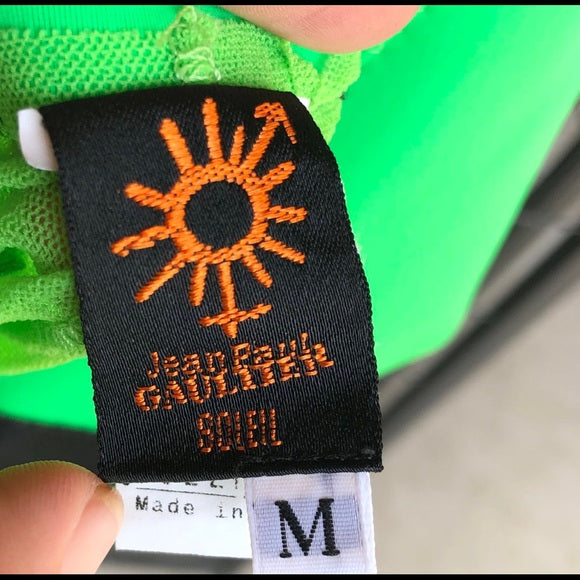 Jean Paul
GAULTIER
SOLEIL
Made in
M